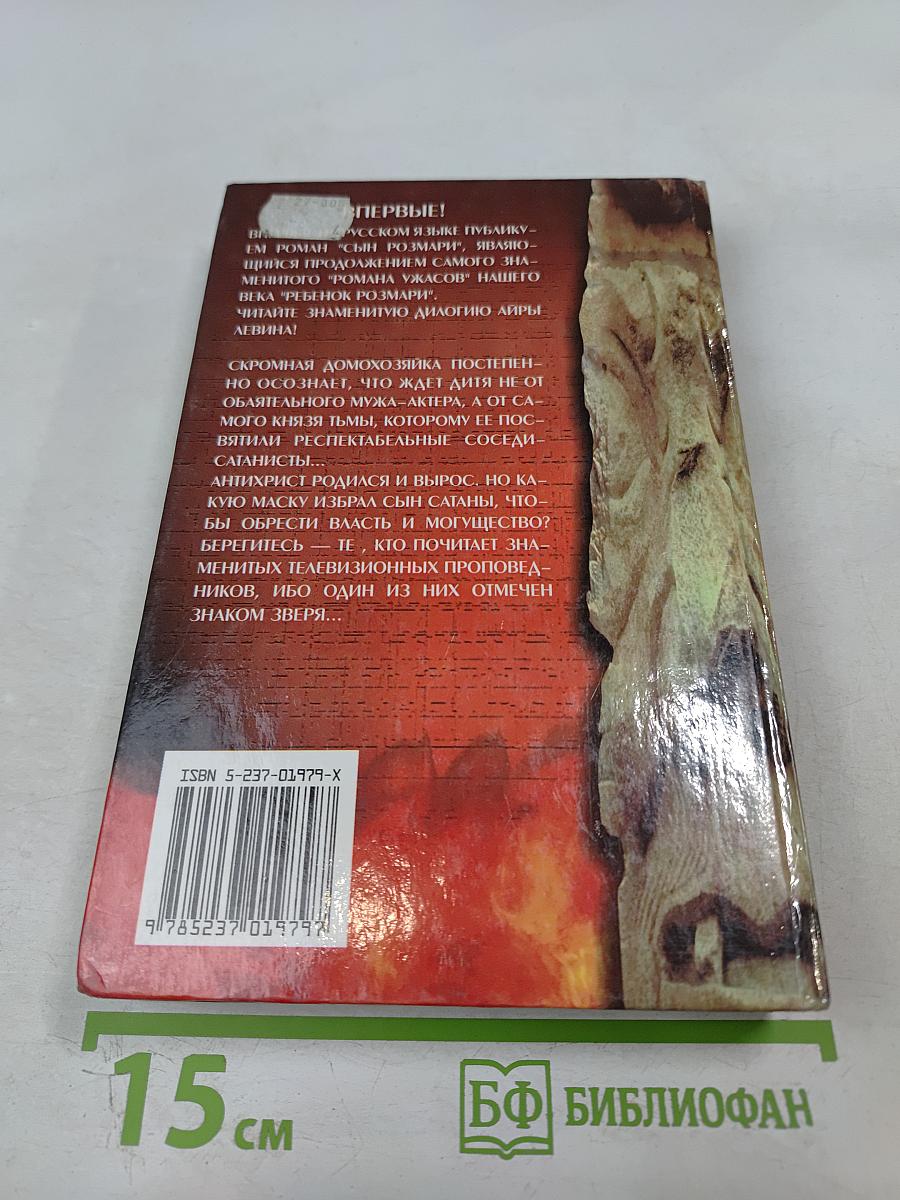 ВПЕРВЫЕ!
РУССКОМ ЯЗЫКЕ ПУБЛИКУ-
ЕМ РОМАН "СЫН РОЗМАРИ", ЯВЛЯЮ-
ЩИЙСЯ ПРОДОЛЖЕНИЕМ САМОГО ЗНА-
МЕНИТОГО "РОМАНА УЖАСОВ" НАШЕГО
ВЕКА "РЕБЕНОК РОЗМАРИ".
ЧИТАЙТЕ ЗНАМЕНИТУЮ ДИЛОГИЮ АЙРЫ
ЛЕВИНА!
СКРОМНАЯ ДОМОХОЗЯЙКА ПОСТЕПЕН-
НО ОСОЗНАЕТ, ЧТО ЖДЕТ ДИТЯ НЕ ОТ
ОБАЯТЕЛЬНОГО МУЖА-АКТЕРА, А ОТ СА-
МОГО КНЯЗЯ ТЬМЫ, КОТОРОМУ ЕЕ ПОС-
ВЯТИЛИ РЕСПЕКТАБЕЛЬНЫЕ СОСЕДИ-
САТАНИСТЫ...
АНТИХРИСТ РОДИЛСЯ И ВЫРОС. НО КА-
КУЮ МАСКУ ИЗБРАЛ СЫН САТАНЫ, ЧТО-
БЫ ОБРЕСТИ ВЛАСТЬ И МОГУЩЕСТВО?
БЕРЕГИТЕСЬ — ТЕ , КТО ПОЧИТАЕТ ЗНА-
МЕНИТЫХ ТЕЛЕВИЗИОННЫХ ПРОПОВЕД-
НИКОВ, ИБО ОДИН ИЗ НИХ ОТМЕЧЕН
ЗНАКОМ ЗВЕРЯ...
ISBN 5-237-01979-X
9 785237 019797
15 см
БФ БИБЛИОФАН